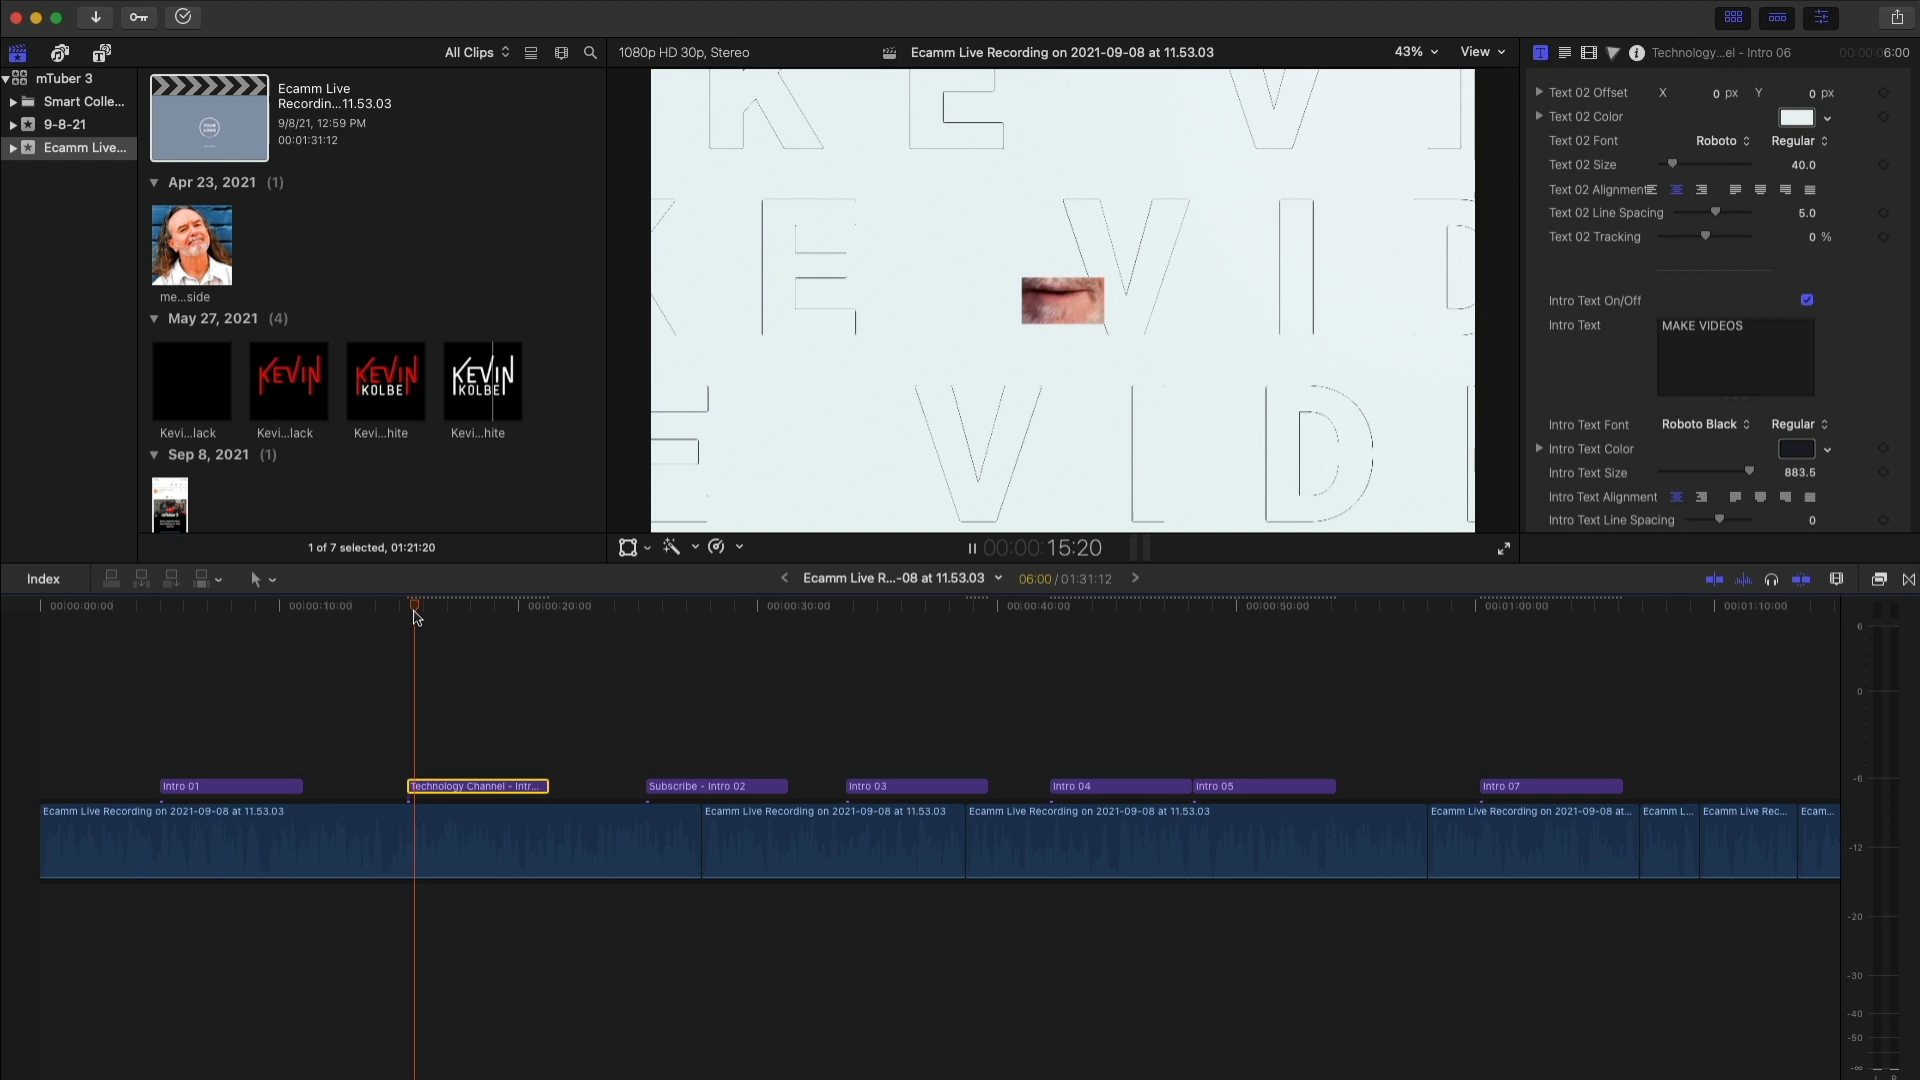 All Clips
1080p HD 30p, Stereo
Ecamm Live Recording on 2021-09-08 at 11.53.03
43%
View
Technology...el - Intro 06
00:00:06:00
mTuber 3
Smart Colle...
9-8-21
Ecamm Live...
Ecamm Live
Recordin...11.53.03
9/8/21, 12:59 PM
00:01:31:12
YOUR
LOGO
Apr 23, 2021 (1)
me...side
May 27, 2021 (4)
KEVIN
KEVIN
KOLBE
KEVIN
KOLBE
Kevi...lack
Kevi...lack
Kevi...hite
Kevi...hite
Sep 8, 2021 (1)
1 of 7 selected, 01:21:20
K E V I
K E V I D
E V I D I
00:00:15:20
Text 02 Offset X 0 px Y 0 px
Text 02 Color
Text 02 Font Roboto Regular
Text 02 Size 40.0
Text 02 Alignment
Text 02 Line Spacing 5.0
Text 02 Tracking 0 %
Intro Text On/Off
Intro Text MAKE VIDEOS
Intro Text Font Roboto Black Regular
Intro Text Color
Intro Text Size 883.5
Intro Text Alignment
Intro Text Line Spacing 0
Index
Ecamm Live R...-08 at 11.53.03
06:00 / 01:31:12
00:00:00:00
00:00:10:00
00:00:20:00
00:00:30:00
00:00:40:00
00:00:50:00
00:01:00:00
00:01:10:00
Intro 01
Technology Channel - Intr...
Subscribe - Intro 02
Intro 03
Intro 04
Intro 05
Intro 07
Ecamm Live Recording on 2021-09-08 at 11.53.03
Ecamm Live Recording on 2021-09-08 at 11.53.03
Ecamm Live Recording on 2021-09-08 at 11.53.03
Ecamm Live Recording on 2021-09-08 at...
Ecamm L...
Ecamm Live Rec...
Ecam...
6
0
-6
-12
-20
-30
-40
-50
-∞
L R